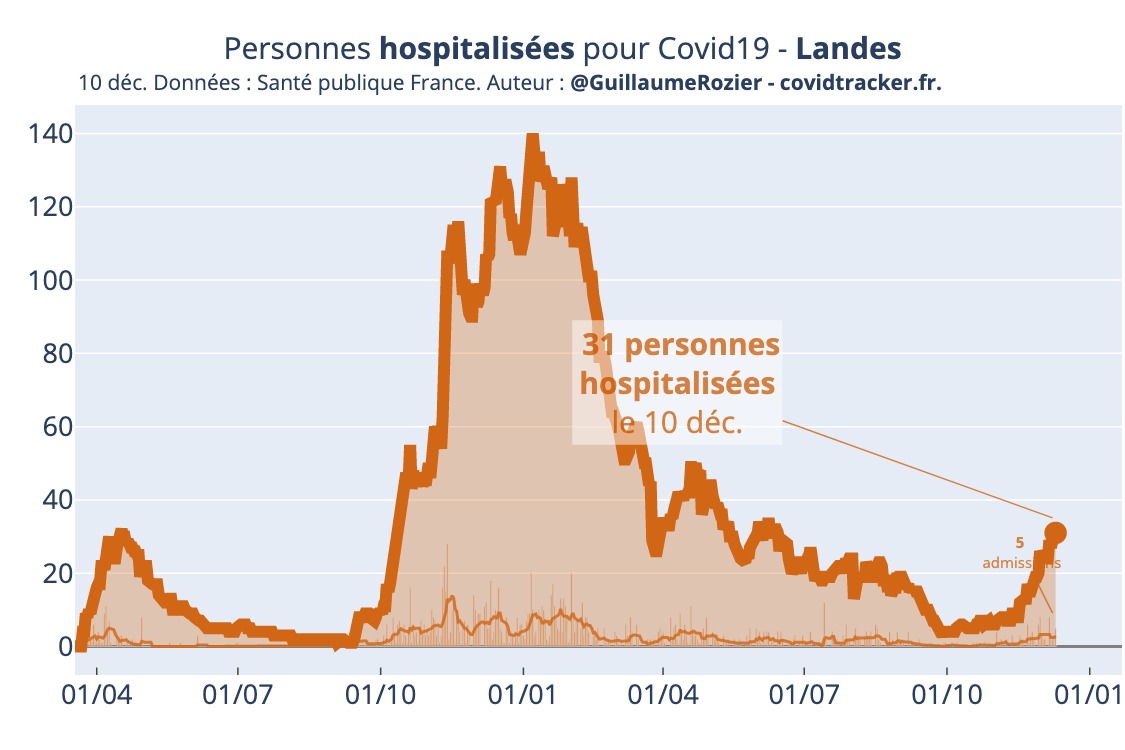 Personnes hospitalisées pour Covid19 - Landes
10 déc. Données : Santé publique France. Auteur : @GuillaumeRozier - covidtracker.fr.
140
120
100
80
60
40
20
0
31 personnes
hospitalisées
le 10 déc.
5
admissions
01/04
01/07
01/10
01/01
01/04
01/07
01/10
01/01